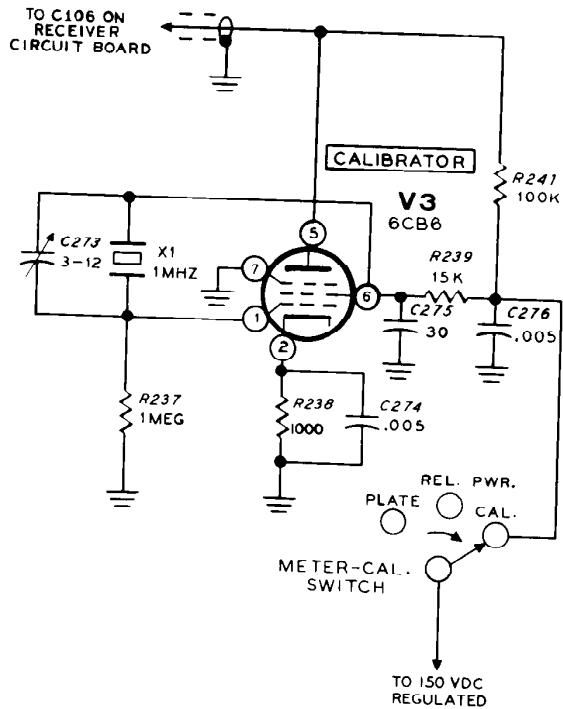 TO C106 ON
RECEIVER
CIRCUIT BOARD
CALIBRATOR
V3
6CB6
R241
100K
C273
3-12
X1
1MHZ
5
7
6
1
2
R239
15K
C275
30
C276
.005
R237
1MEG
R238
1000
C274
.005
REL. PWR.
PLATE
CAL.
METER-CAL.
SWITCH
TO 150 VDC
REGULATED